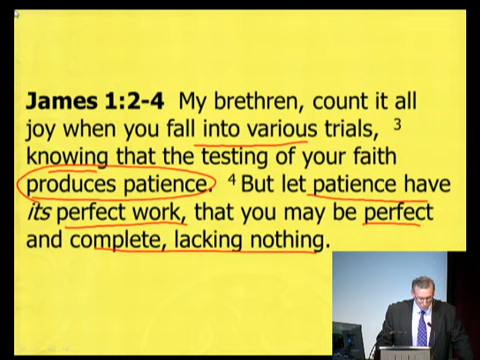 James 1:2-4 My brethren, count it all
joy when you fall into various trials, 3
knowing that the testing of your faith
produces patience. 4 But let patience have
its perfect work, that you may be perfect
and complete, lacking nothing.